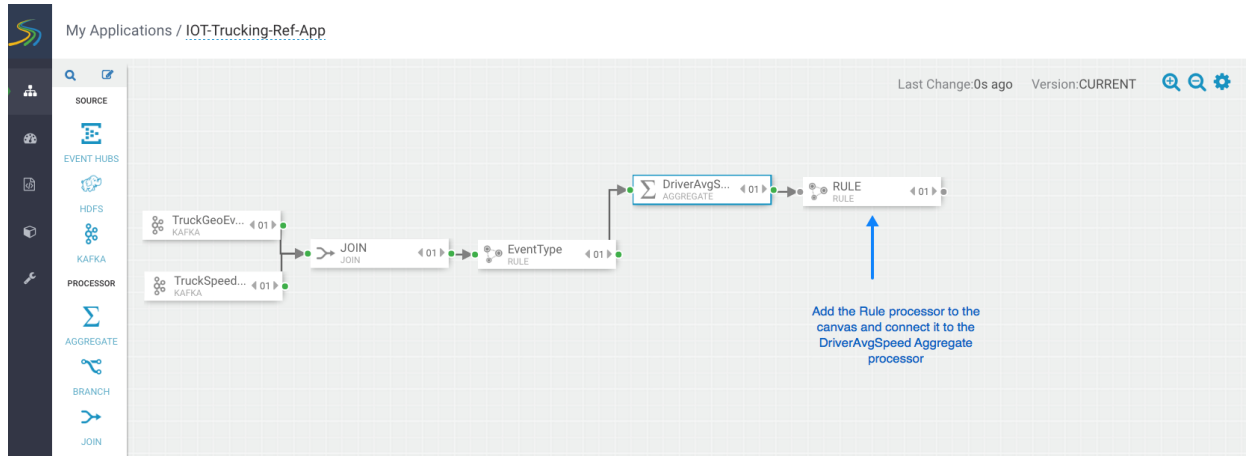 My Applications / IOT-Trucking-Ref-App
Last Change:0s ago Version:CURRENT
SOURCE
EVENT HUBS
HDFS
KAFKA
PROCESSOR
AGGREGATE
BRANCH
JOIN
TruckGeoEv... 01
KAFKA
TruckSpeed... 01
KAFKA
JOIN 01
JOIN
EventType 01
RULE
DriverAvgS... 01
AGGREGATE
RULE 01
RULE
Add the Rule processor to the
canvas and connect it to the
DriverAvgSpeed Aggregate
processor